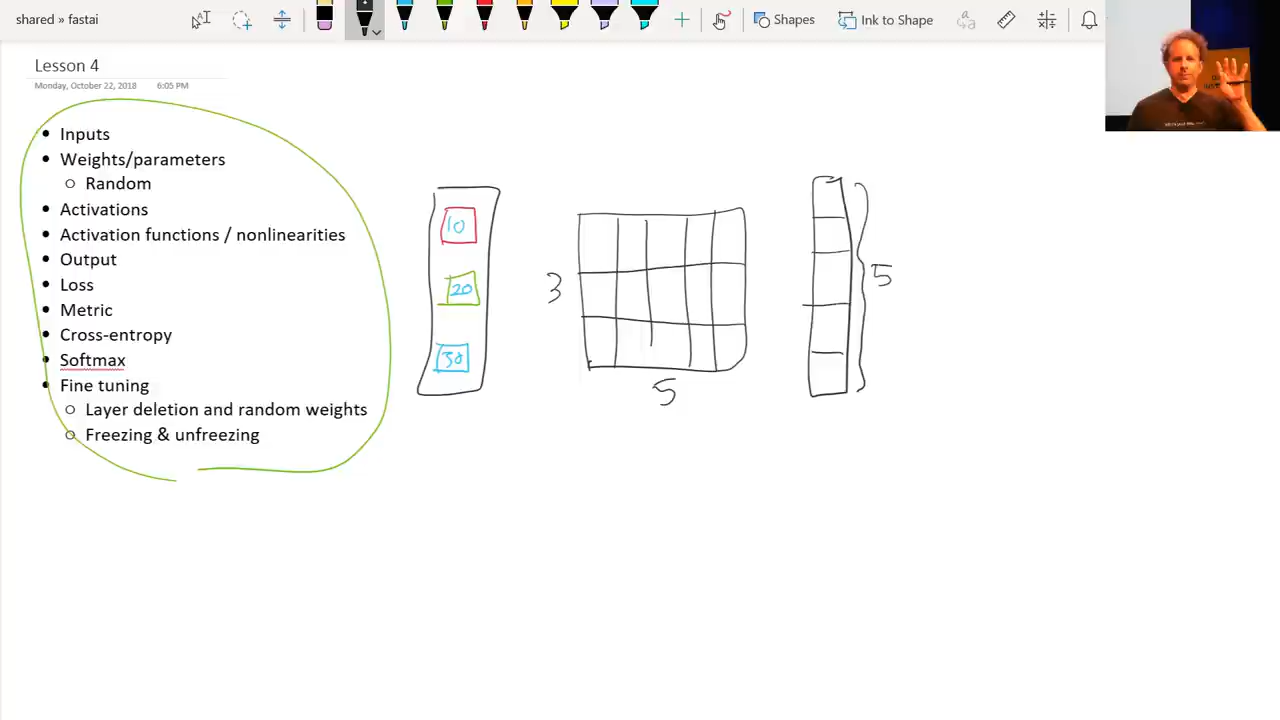 shared » fastai
Shapes
Ink to Shape
Lesson 4
Monday, October 22, 2018 6:05 PM
• Inputs
• Weights/parameters
○ Random
• Activations
• Activation functions / nonlinearities
• Output
• Loss
• Metric
• Cross-entropy
• Softmax
• Fine tuning
○ Layer deletion and random weights
○ Freezing & unfreezing
10
20
30
3
5
5